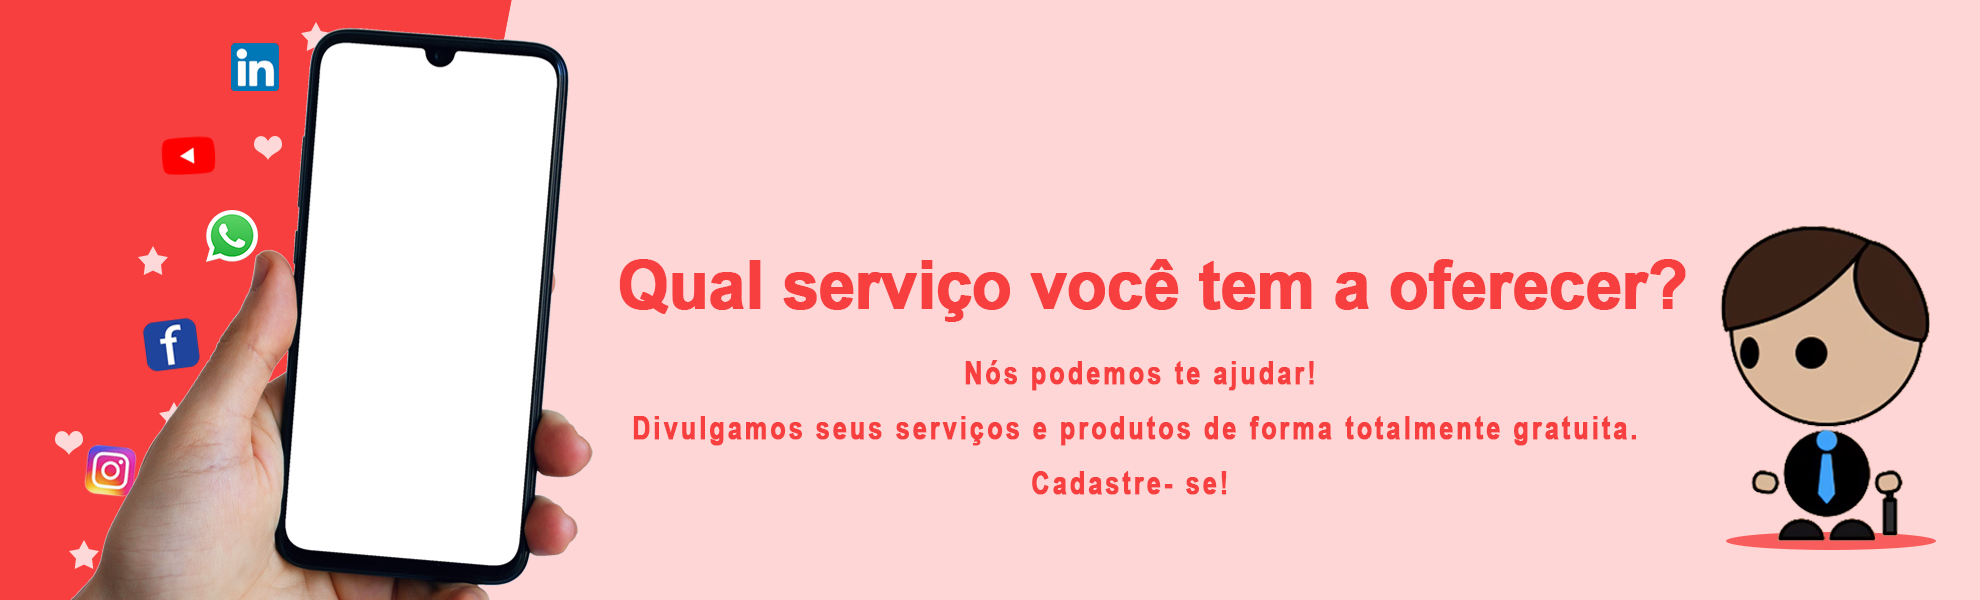 in
f
Qual serviço você tem a oferecer?
Nós podemos te ajudar!
Divulgamos seus serviços e produtos de forma totalmente gratuita.
Cadastre- se!